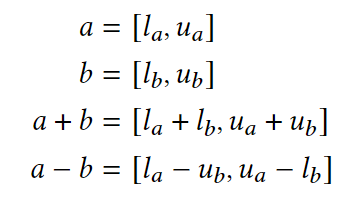 a = [l_a, u_a]
b = [l_b, u_b]
a + b = [l_a + l_b, u_a + u_b]
a − b = [l_a − u_b, u_a − l_b]